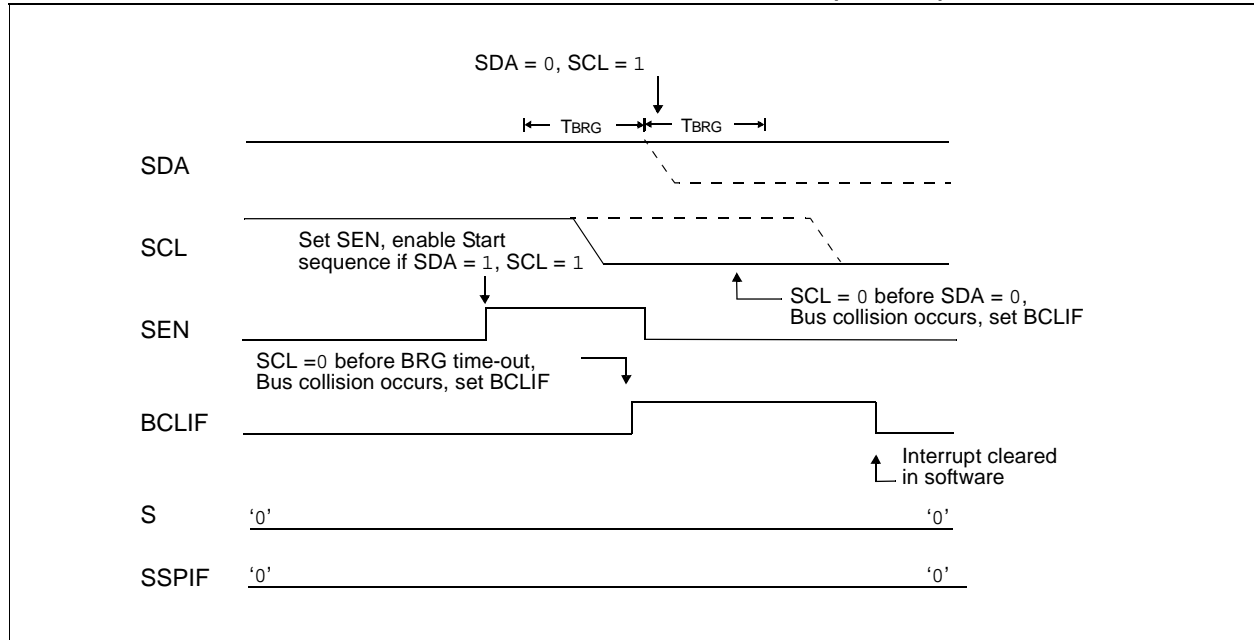 SDA = 0, SCL = 1
TBRG TBRG
SDA
SCL
Set SEN, enable Start
sequence if SDA = 1, SCL = 1
SCL = 0 before SDA = 0,
Bus collision occurs, set BCLIF
SEN
SCL =0 before BRG time-out,
Bus collision occurs, set BCLIF
BCLIF
Interrupt cleared
in software
S ‘0’ ‘0’
SSPIF ‘0’ ‘0’